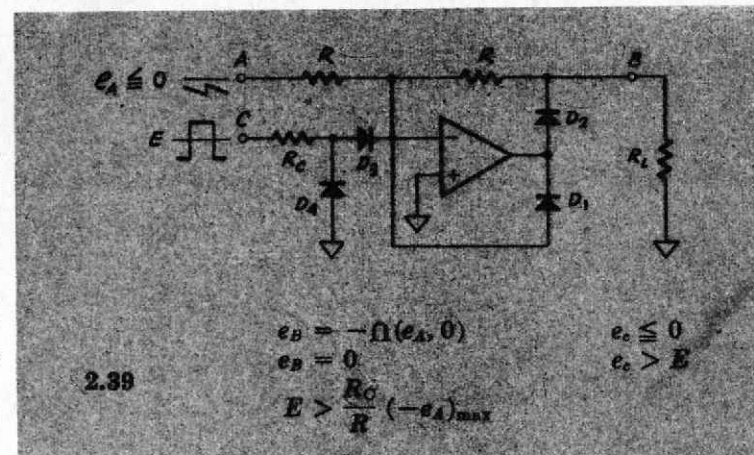 A
R
R
B
e_A ≦ 0
E
C
R_C
D_3
D_2
R_L
D_4
D_1
−
+
e_B = −∩(e_A, 0)
e_c ≦ 0
e_B = 0
e_c > E
2.39
E > R_C/R (−e_A)_max